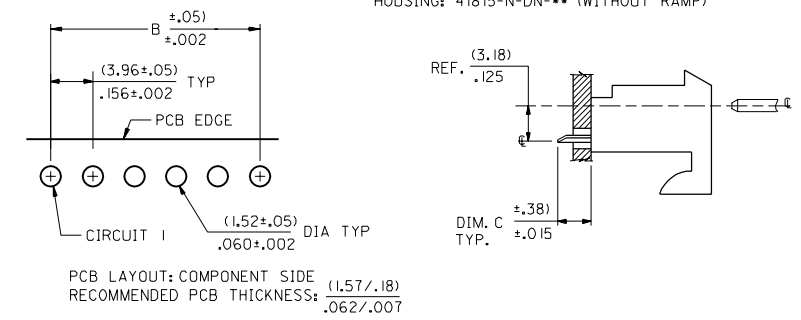 HOUSING: 41815-N-DN-** (WITHOUT RAMP)
B ±.05)
±.002
(3.96±.05)
.156±.002 TYP
PCB EDGE
CIRCUIT 1
(1.52±.05)
.060±.002 DIA TYP
PCB LAYOUT: COMPONENT SIDE
RECOMMENDED PCB THICKNESS: (1.57/.18)
.062/.007
REF. (3.18)
.125
DIM. C ±.38)
TYP. ±.015